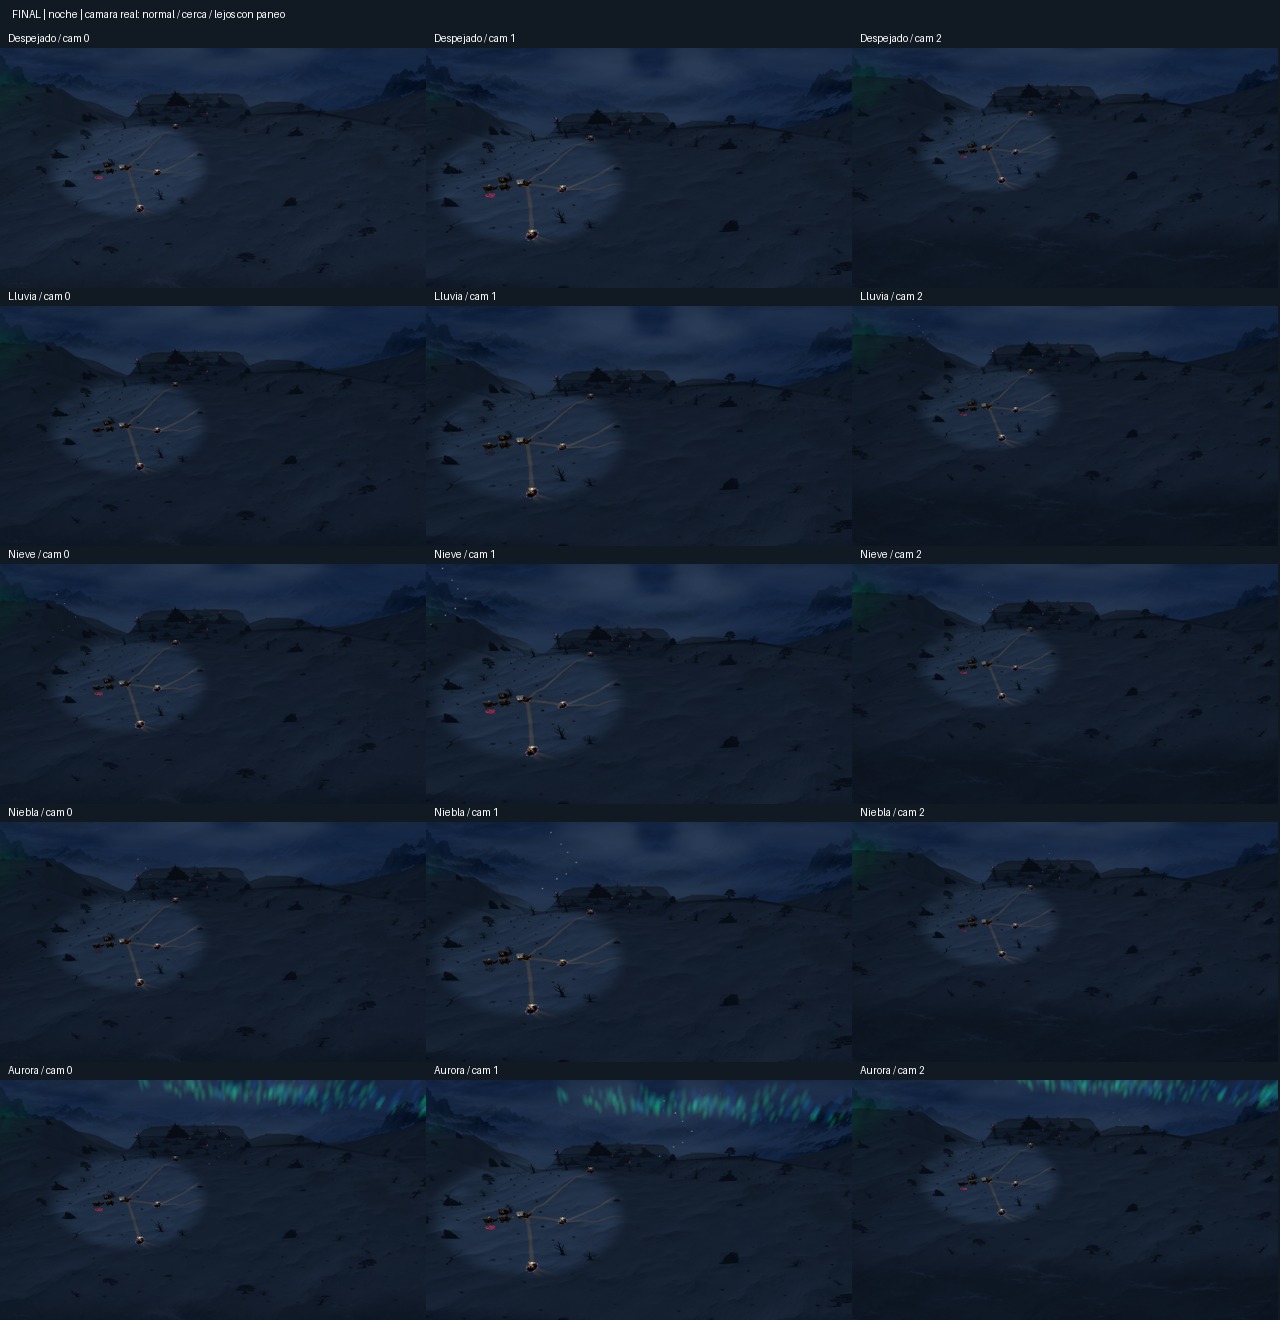 FINAL | noche | camara real: normal / cerca / lejos con paneo
Despejado / cam 0
Despejado / cam 1
Despejado / cam 2
Lluvia / cam 0
Lluvia / cam 1
Lluvia / cam 2
Nieve / cam 0
Nieve / cam 1
Nieve / cam 2
Niebla / cam 0
Niebla / cam 1
Niebla / cam 2
Aurora / cam 0
Aurora / cam 1
Aurora / cam 2